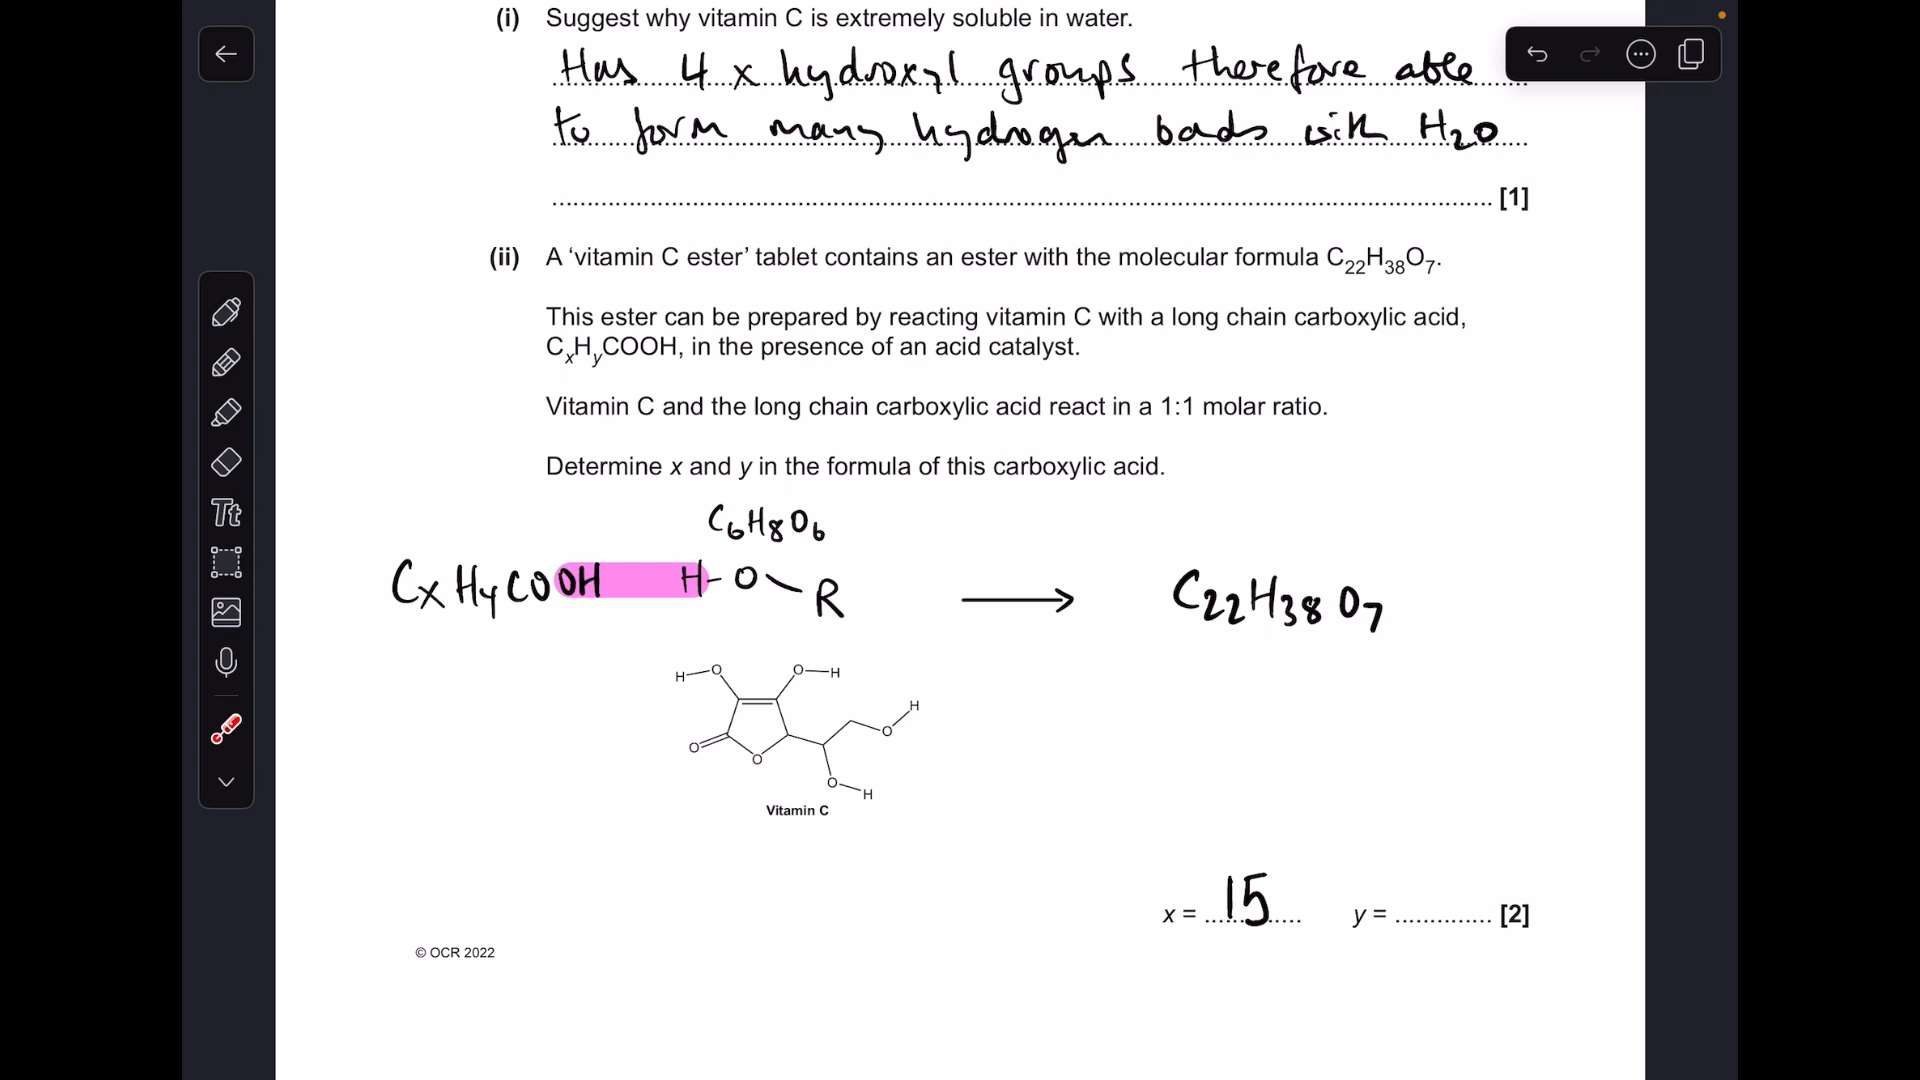 (i) Suggest why vitamin C is extremely soluble in water.
Has 4 x hydroxyl groups therefore able
to form many hydrogen bonds with H₂O
[1]
(ii) A ‘vitamin C ester’ tablet contains an ester with the molecular formula C₂₂H₃₈O₇.
This ester can be prepared by reacting vitamin C with a long chain carboxylic acid,
CₓHᵧCOOH, in the presence of an acid catalyst.
Vitamin C and the long chain carboxylic acid react in a 1:1 molar ratio.
Determine x and y in the formula of this carboxylic acid.
C₆H₈O₆
CₓHᵧCOOH H-O-R → C₂₂H₃₈O₇
H O O H
H
O O
O
O H
Vitamin C
x = 15 y = .............. [2]
© OCR 2022
Tt